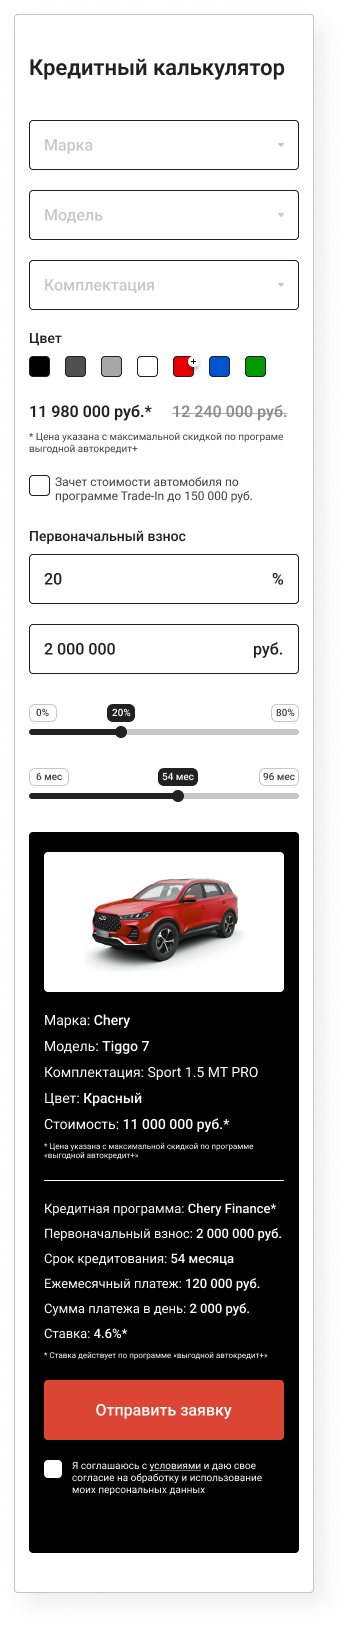 Кредитный калькулятор
Марка
Модель
Комплектация
Цвет
11 980 000 руб.* 12 240 000 руб.
* Цена указана с максимальной скидкой по програме
выгодной автокредит+
Зачет стоимости автомобиля по
программе Trade-In до 150 000 руб.
Первоначальный взнос
20 %
2 000 000 руб.
0% 20% 80%
6 мес 54 мес 96 мес
Марка: Chery
Модель: Tiggo 7
Комплектация: Sport 1.5 MT PRO
Цвет: Красный
Стоимость: 11 000 000 руб.*
* Цена указана с максимальной скидкой по программе
«выгодной автокредит+»
Кредитная программа: Chery Finance*
Первоначальный взнос: 2 000 000 руб.
Срок кредитования: 54 месяца
Ежемесячный платеж: 120 000 руб.
Сумма платежа в день: 2 000 руб.
Ставка: 4.6%*
* Ставка действует по программе «выгодной автокредит+»
Отправить заявку
Я соглашаюсь с условиями и даю свое
согласие на обработку и использование
моих персональных данных